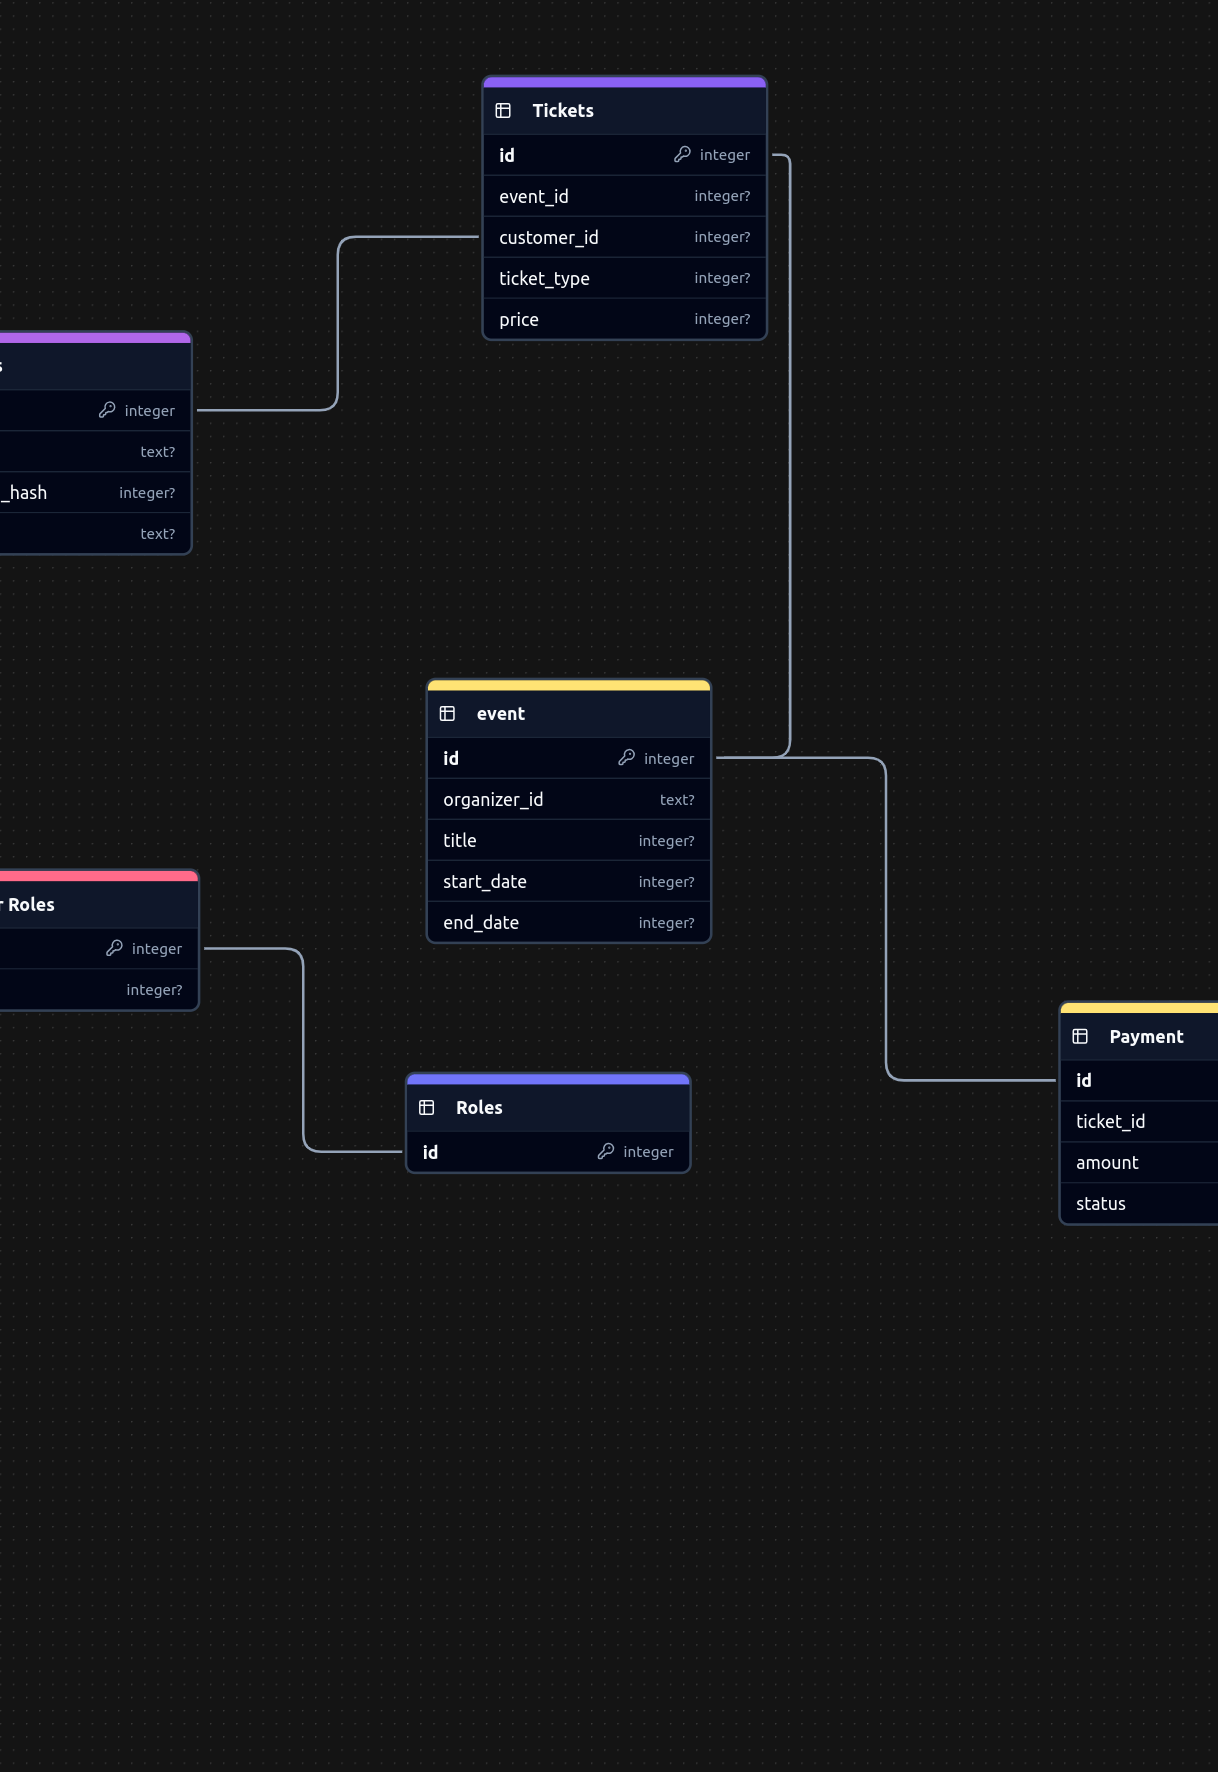 Tickets
id integer
event_id integer?
customer_id integer?
ticket_type integer?
price integer?
s
integer
text?
_hash integer?
text?
event
id integer
organizer_id text?
title integer?
start_date integer?
end_date integer?
r Roles
integer
integer?
Roles
id integer
Payment
id
ticket_id
amount
status